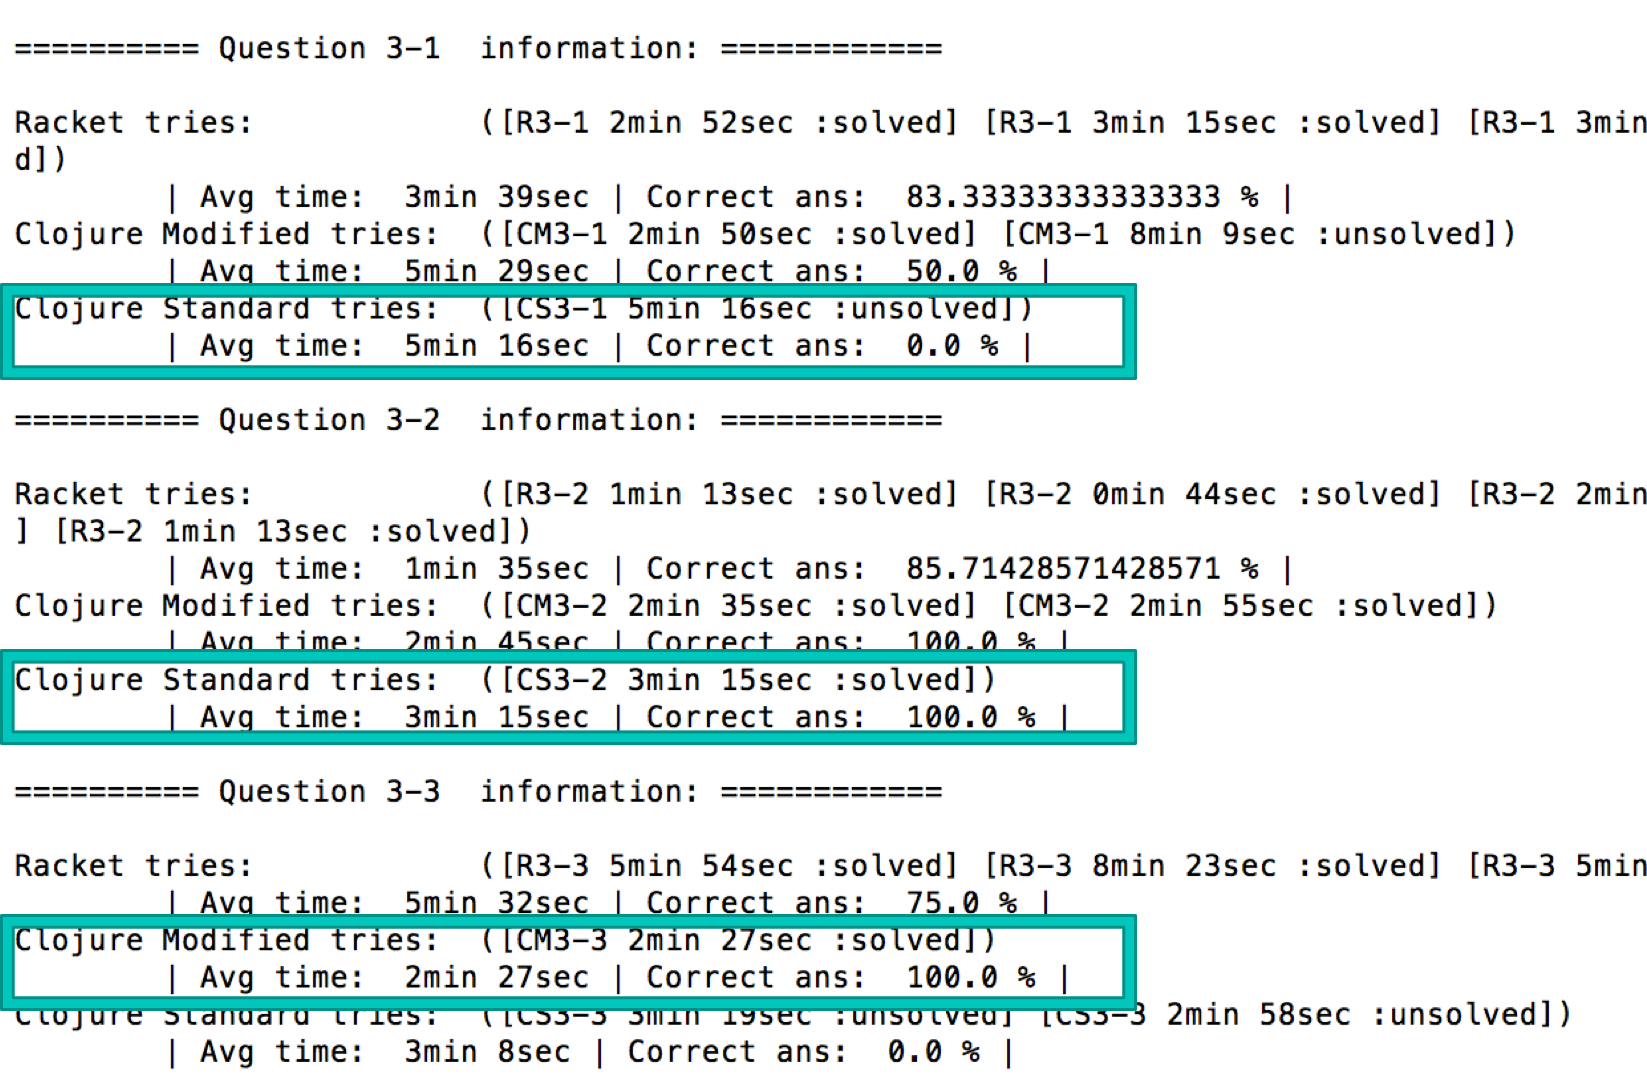 ========== Question 3-1  information: ============
Racket tries:            ([R3-1 2min 52sec :solved] [R3-1 3min 15sec :solved] [R3-1 3min
d])
        | Avg time:  3min 39sec | Correct ans:  83.33333333333333 % |
Clojure Modified tries:  ([CM3-1 2min 50sec :solved] [CM3-1 8min 9sec :unsolved])
        | Avg time:  5min 29sec | Correct ans:  50.0 % |
Clojure Standard tries:  ([CS3-1 5min 16sec :unsolved])
        | Avg time:  5min 16sec | Correct ans:  0.0 % |
========== Question 3-2  information: ============
Racket tries:            ([R3-2 1min 13sec :solved] [R3-2 0min 44sec :solved] [R3-2 2min
] [R3-2 1min 13sec :solved])
        | Avg time:  1min 35sec | Correct ans:  85.71428571428571 % |
Clojure Modified tries:  ([CM3-2 2min 35sec :solved] [CM3-2 2min 55sec :solved])
        | Avg time:  2min 45sec | Correct ans:  100.0 % |
Clojure Standard tries:  ([CS3-2 3min 15sec :solved])
        | Avg time:  3min 15sec | Correct ans:  100.0 % |
========== Question 3-3  information: ============
Racket tries:            ([R3-3 5min 54sec :solved] [R3-3 8min 23sec :solved] [R3-3 5min
        | Avg time:  5min 32sec | Correct ans:  75.0 % |
Clojure Modified tries:  ([CM3-3 2min 27sec :solved])
        | Avg time:  2min 27sec | Correct ans:  100.0 % |
Clojure Standard tries:  ([CS3-3 3min 19sec :unsolved] [CS3-3 2min 58sec :unsolved])
        | Avg time:  3min 8sec | Correct ans:  0.0 % |